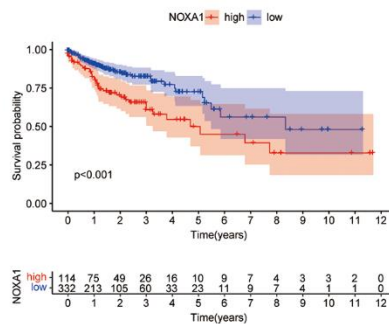 NOXA1 high low
1.00
0.75
0.50
0.25
0.00
Survival probability
p<0.001
0 1 2 3 4 5 6 7 8 9 10 11 12
Time(years)
NOXA1
high 114 75 49 26 16 10 9 7 4 3 3 2 0
low 332 213 105 60 33 23 11 9 7 4 1 1 0
0 1 2 3 4 5 6 7 8 9 10 11 12
Time(years)